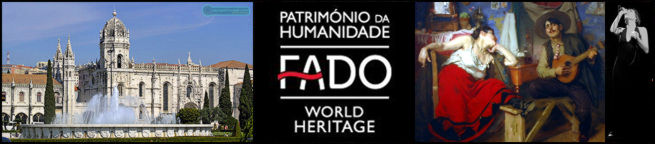 PATRIMÓNIO DA
HUMANIDADE
FADO
WORLD
HERITAGE